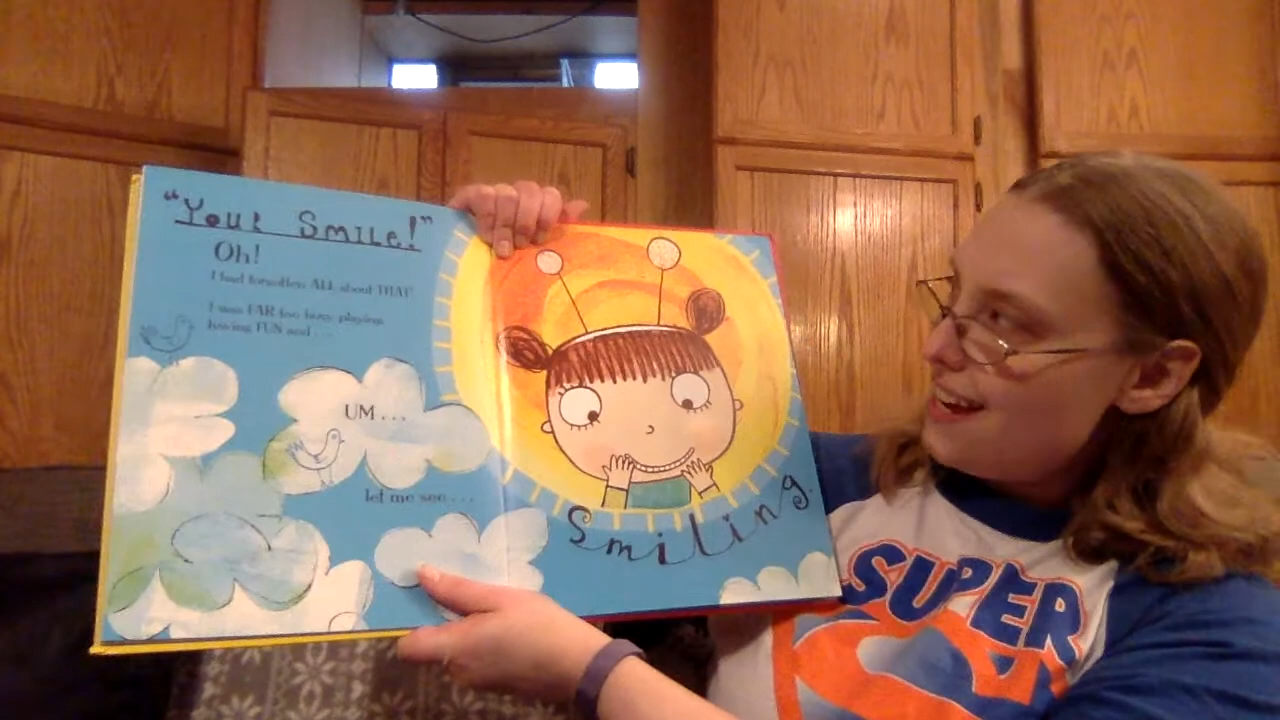 "Your Smile!"
Oh!
I had forgotten ALL about THAT
I was FAR too busy playing,
having FUN and . . . .
UM . . .
let me see . . . .
Smiling.
SUPER